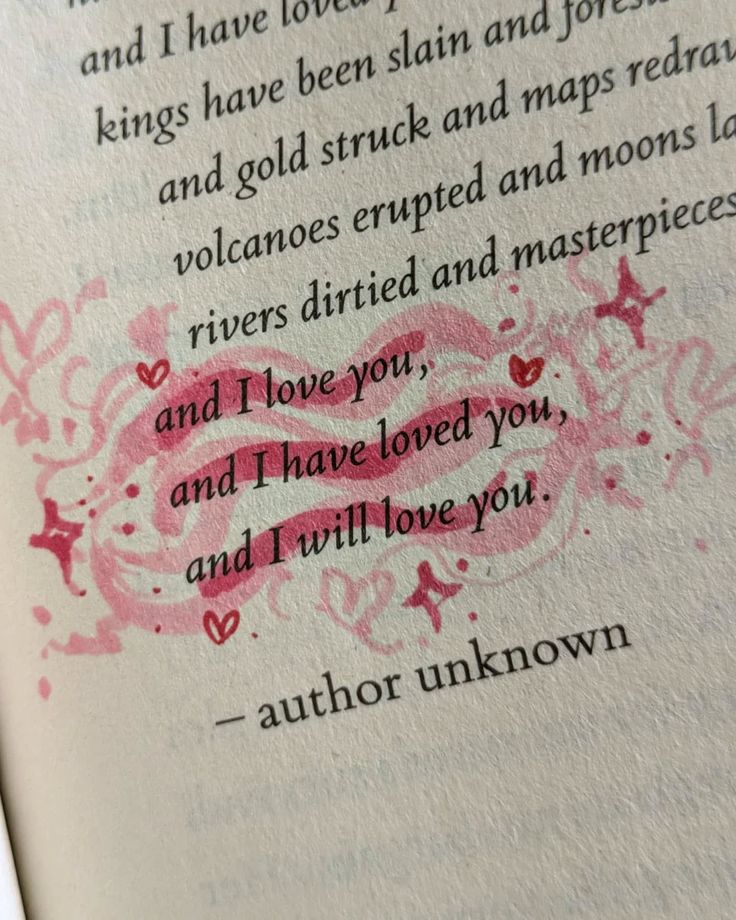 and I have loved
kings have been slain and
and gold struck and maps
volcanoes erupted and moons
rivers dirtied and masterpieces
and I love you,
and I have loved you,
and I will love you.
– author unknown